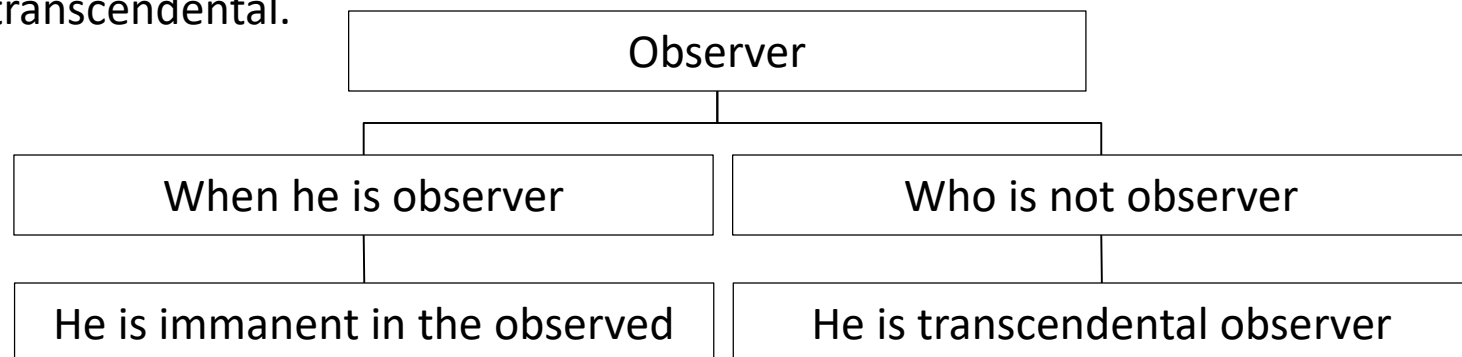 transcendental.
Observer
When he is observer
Who is not observer
He is immanent in the observed
He is transcendental observer